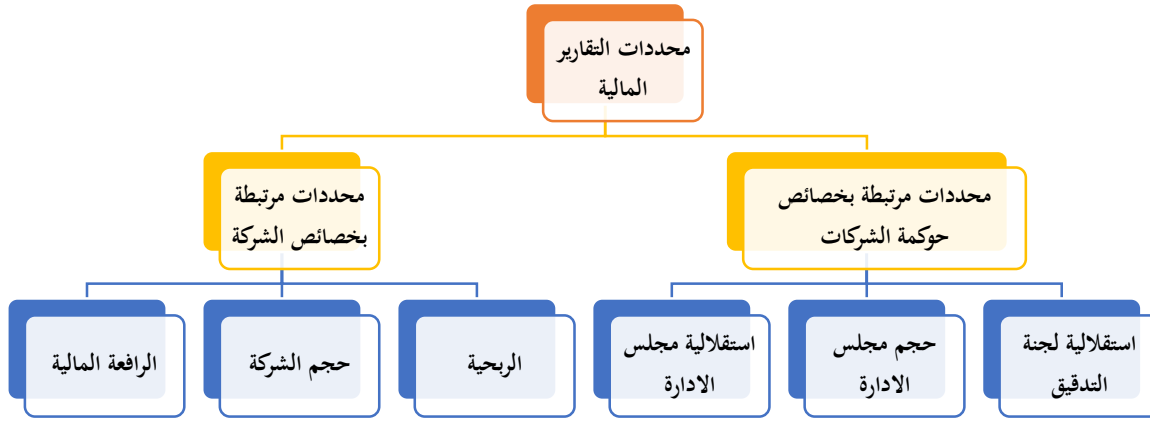 محددات التقارير
المالية
محددات مرتبطة بخصائص
حوكمة الشركات
محددات مرتبطة
بخصائص الشركة
استقلالية لجنة
التدقيق
حجم مجلس
الادارة
استقلالية مجلس
الادارة
الربحية
حجم الشركة
الرافعة المالية